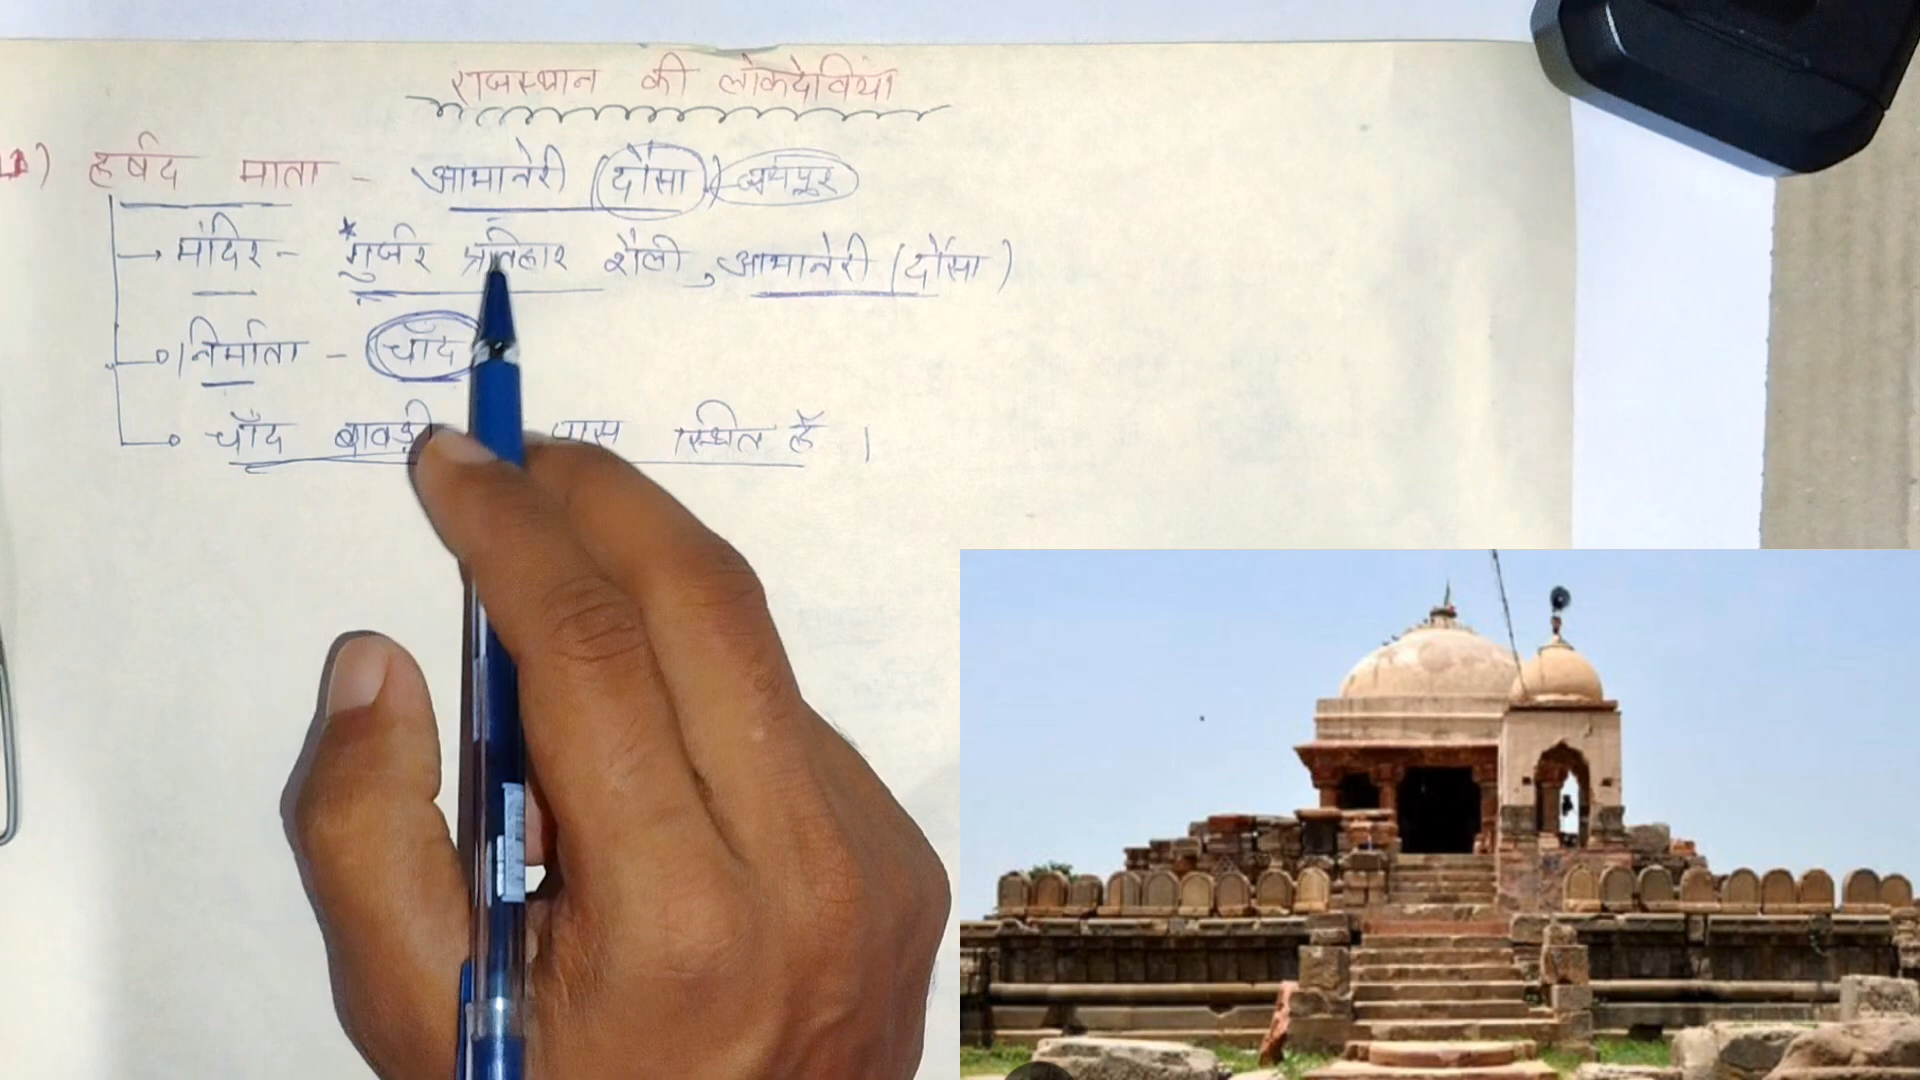 राजस्थान की लोकदेवियां
1) हर्षद माता - आभानेरी (दौसा) जयपुर
→ मंदिर - *गुर्जर प्रतिहार शैली, आभानेरी (दौसा)
निर्माता - चाँद
चाँद बावड़ी पास स्थित है।